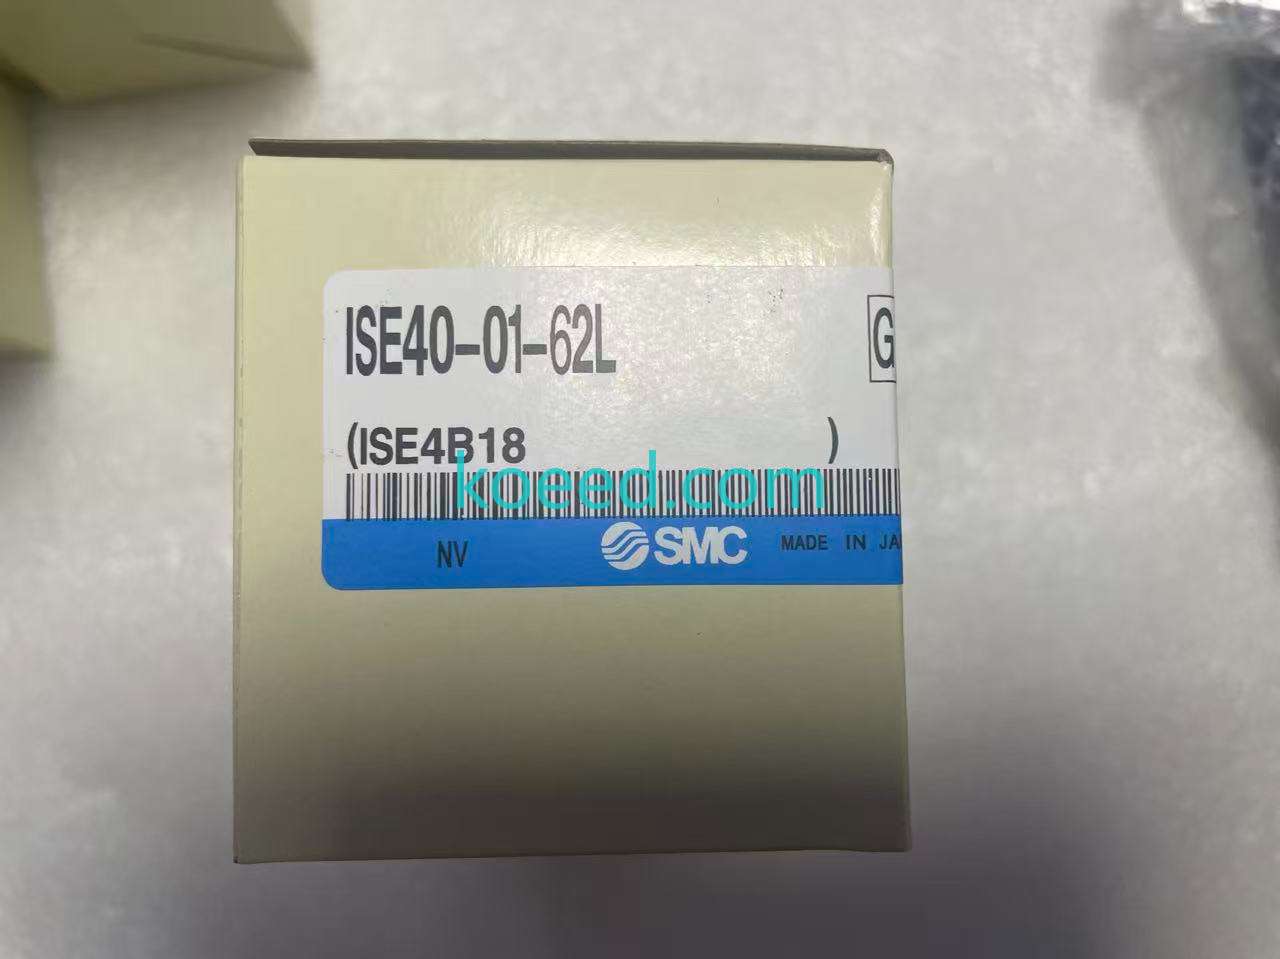 ISE40-01-62L
G
(ISE4B18 )
koeed.com
NV SMC MADE IN JA